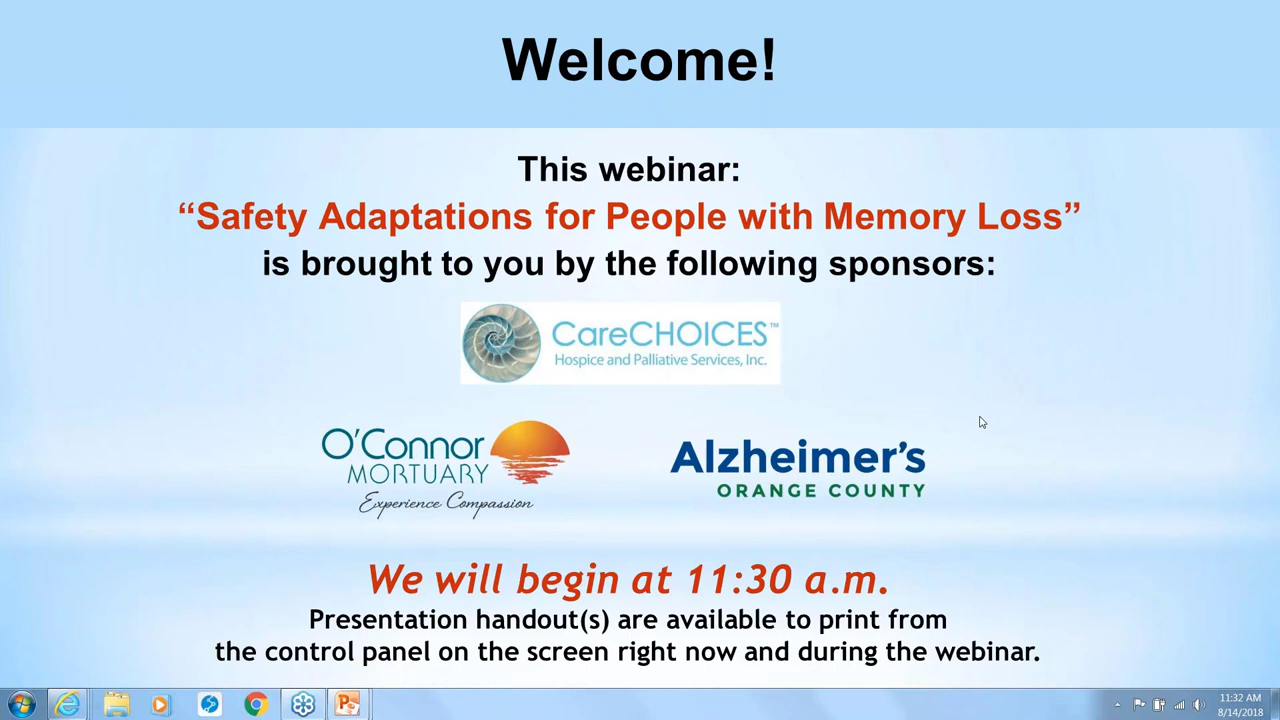 Welcome!
This webinar:
“Safety Adaptations for People with Memory Loss”
is brought to you by the following sponsors:
CareCHOICES™
Hospice and Palliative Services, Inc.
O'Connor
MORTUARY
Experience Compassion
Alzheimer's
ORANGE COUNTY
We will begin at 11:30 a.m.
Presentation handout(s) are available to print from
the control panel on the screen right now and during the webinar.
11:32 AM
8/14/2018